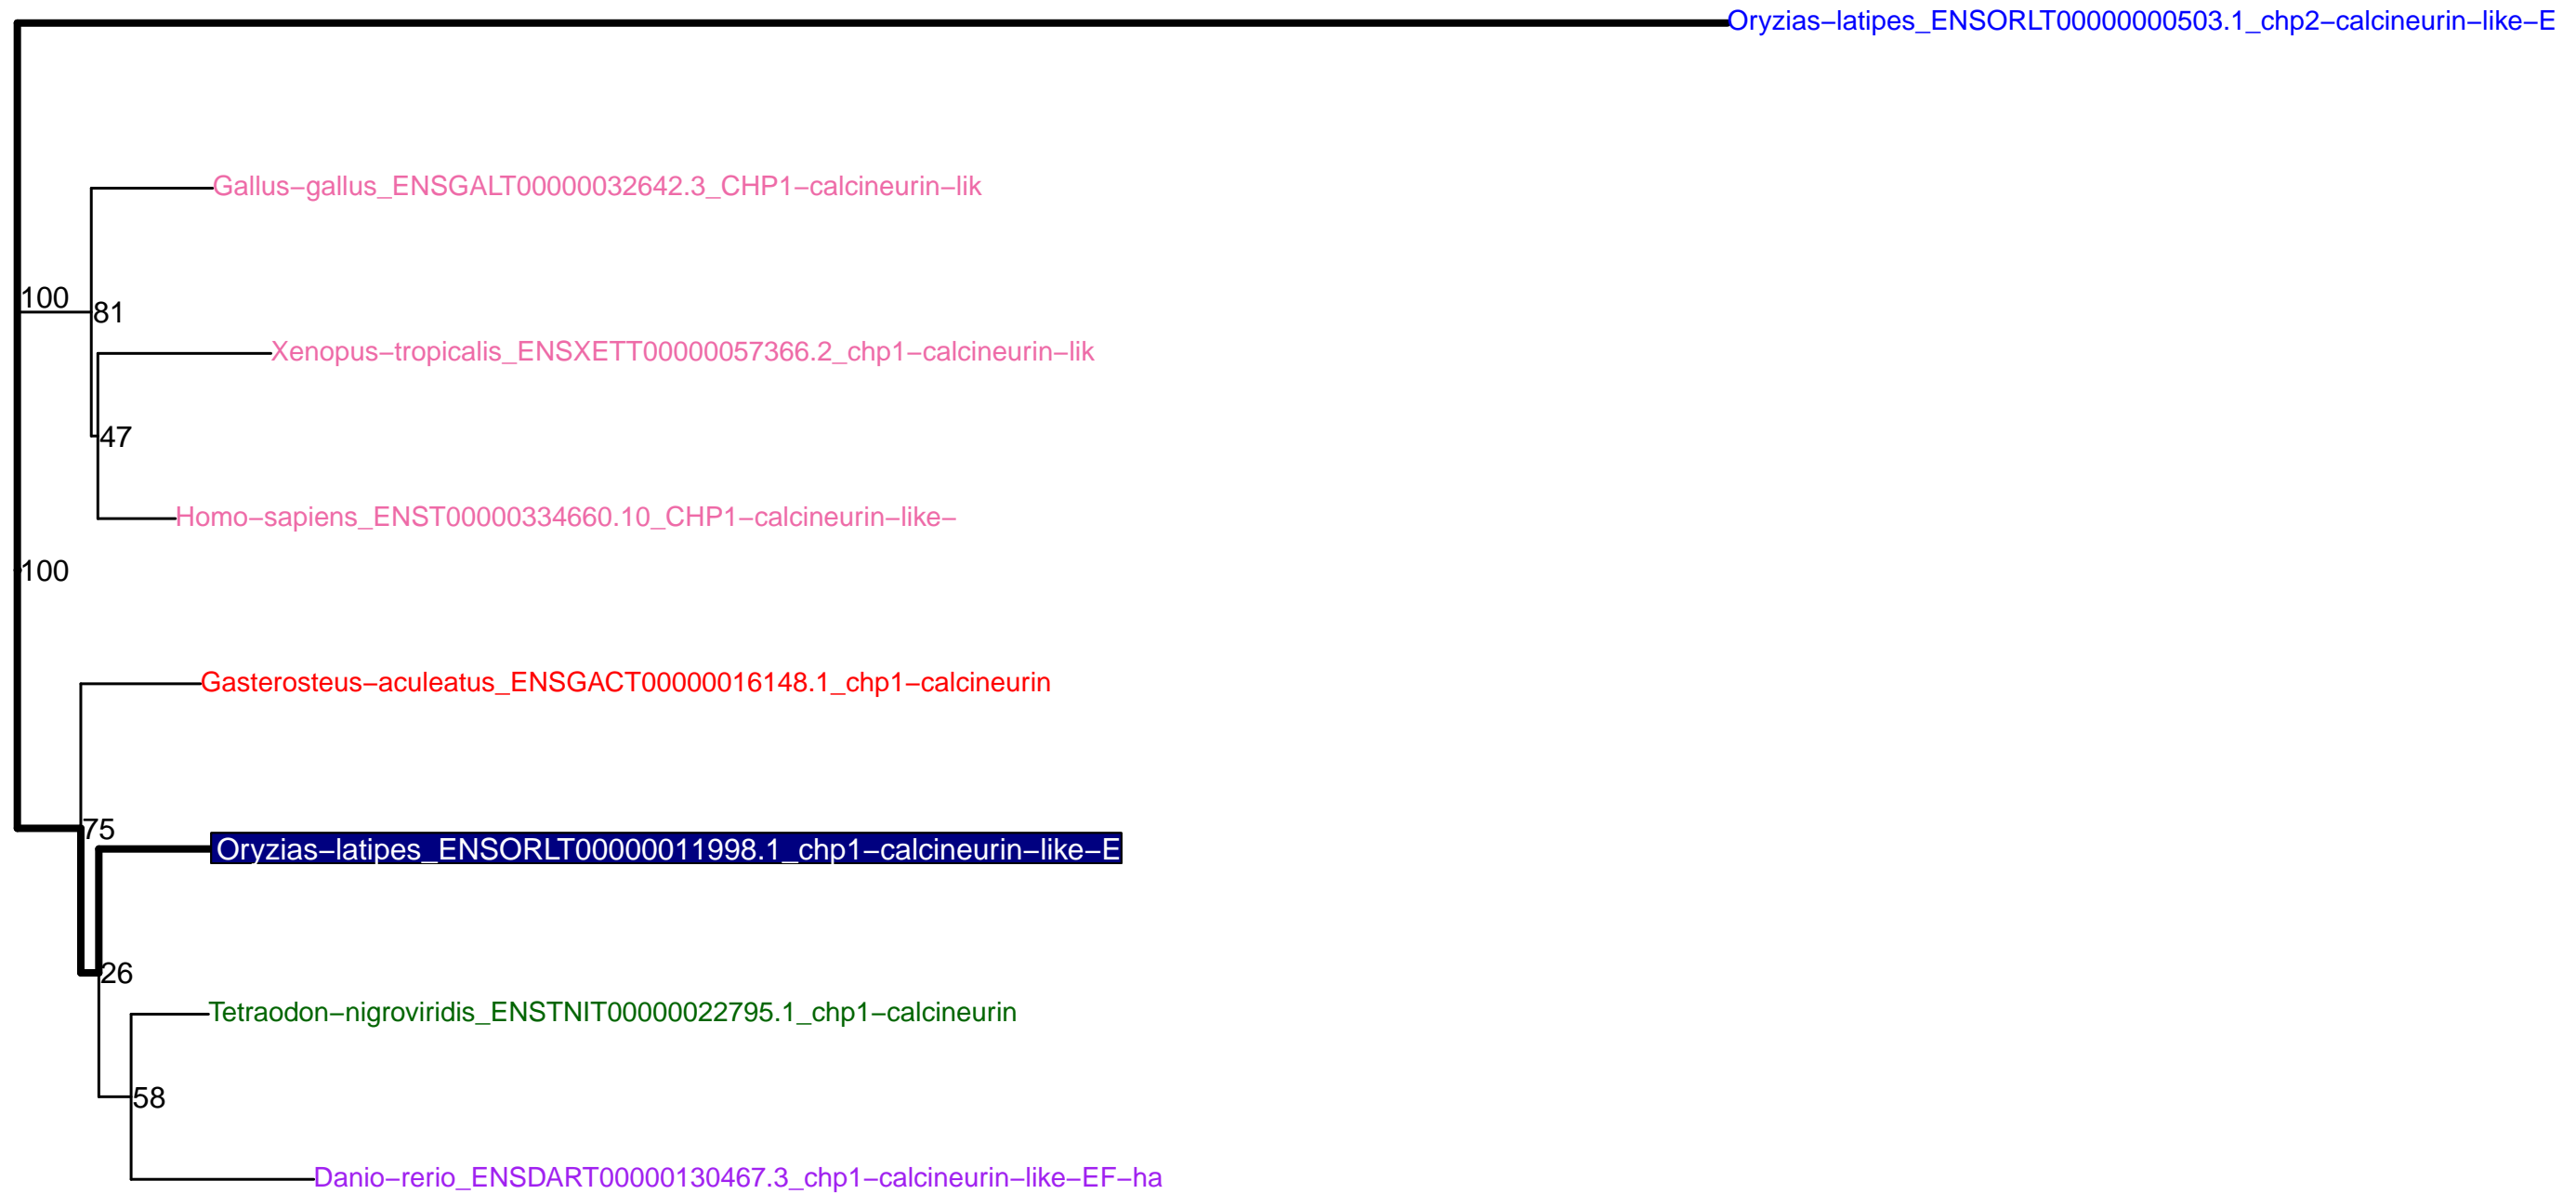 Oryzias−latipes_ENSORLT00000000503.1_chp2−calcineurin−like−E
Gallus−gallus_ENSGALT00000032642.3_CHP1−calcineurin−lik
100
81
Xenopus−tropicalis_ENSXETT00000057366.2_chp1−calcineurin−lik
47
Homo−sapiens_ENST00000334660.10_CHP1−calcineurin−like−
100
Gasterosteus−aculeatus_ENSGACT00000016148.1_chp1−calcineurin
75
Oryzias−latipes_ENSORLT00000011998.1_chp1−calcineurin−like−E
26
Tetraodon−nigroviridis_ENSTNIT00000022795.1_chp1−calcineurin
58
Danio−rerio_ENSDART00000130467.3_chp1−calcineurin−like−EF−ha